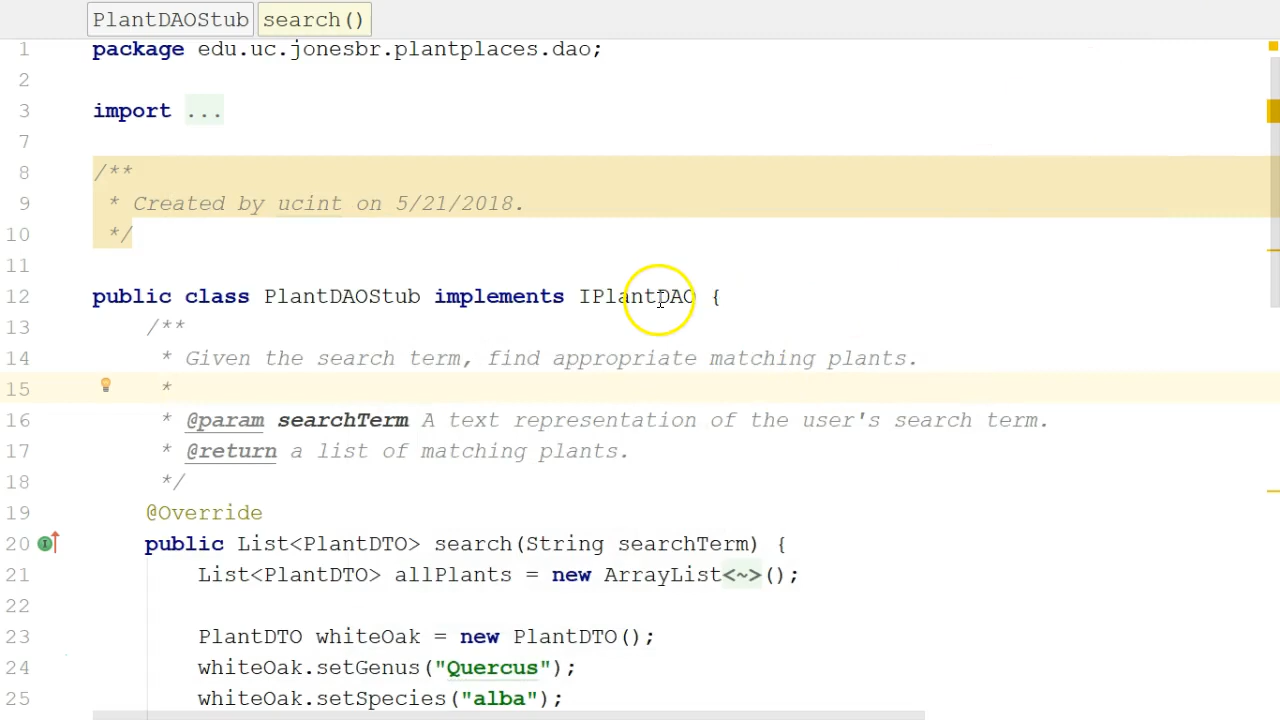 PlantDAOStub search()
1 package edu.uc.jonesbr.plantplaces.dao;
2
3 import ...
7
8 /**
9 * Created by ucint on 5/21/2018.
10 */
11
12 public class PlantDAOStub implements IPlantDAO {
13 /**
14 * Given the search term, find appropriate matching plants.
15 *
16 * @param searchTerm A text representation of the user's search term.
17 * @return a list of matching plants.
18 */
19 @Override
20 public List<PlantDTO> search(String searchTerm) {
21 List<PlantDTO> allPlants = new ArrayList<~>();
22
23 PlantDTO whiteOak = new PlantDTO();
24 whiteOak.setGenus("Quercus");
25 whiteOak.setSpecies("alba");